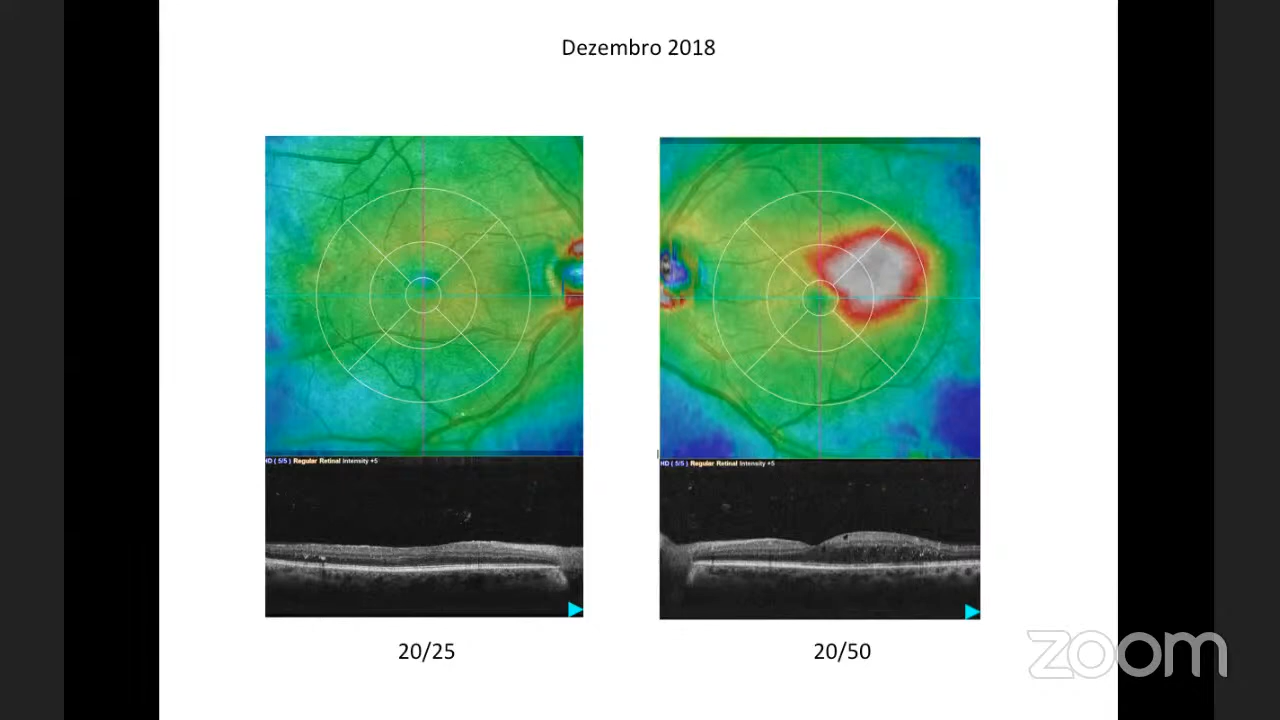 Dezembro 2018
HD ( 5/5 ) Regular Retinal Intensity +5
HD ( 5/5 ) Regular Retinal Intensity +5
20/25
20/50
zoom